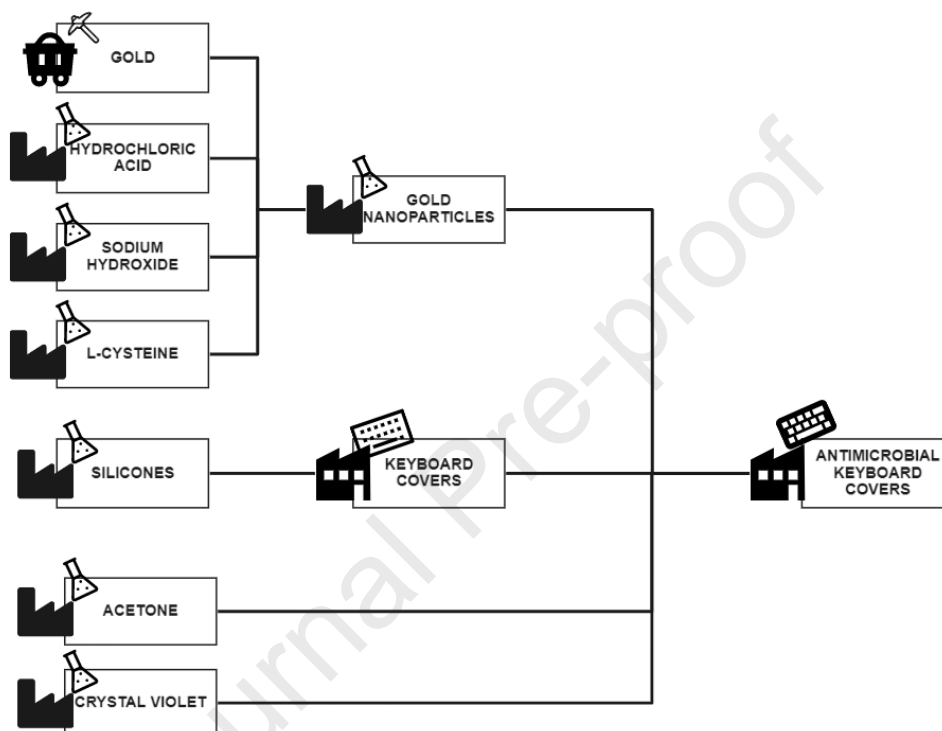 GOLD
HYDROCHLORIC
ACID
SODIUM
HYDROXIDE
L-CYSTEINE
GOLD
NANOPARTICLES
SILICONES
KEYBOARD
COVERS
ANTIMICROBIAL
KEYBOARD
COVERS
ACETONE
CRYSTAL VIOLET
urnal Pre-proof